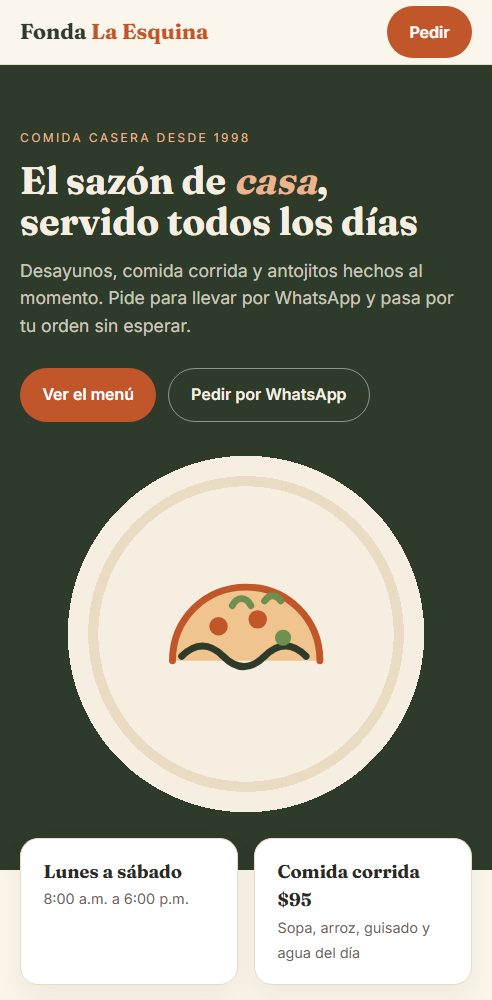 Fonda La Esquina
Pedir
COMIDA CASERA DESDE 1998
El sazón de casa,
servido todos los días
Desayunos, comida corrida y antojitos hechos al
momento. Pide para llevar por WhatsApp y pasa por
tu orden sin esperar.
Ver el menú
Pedir por WhatsApp
Lunes a sábado
8:00 a.m. a 6:00 p.m.
Comida corrida
$95
Sopa, arroz, guisado y
agua del día